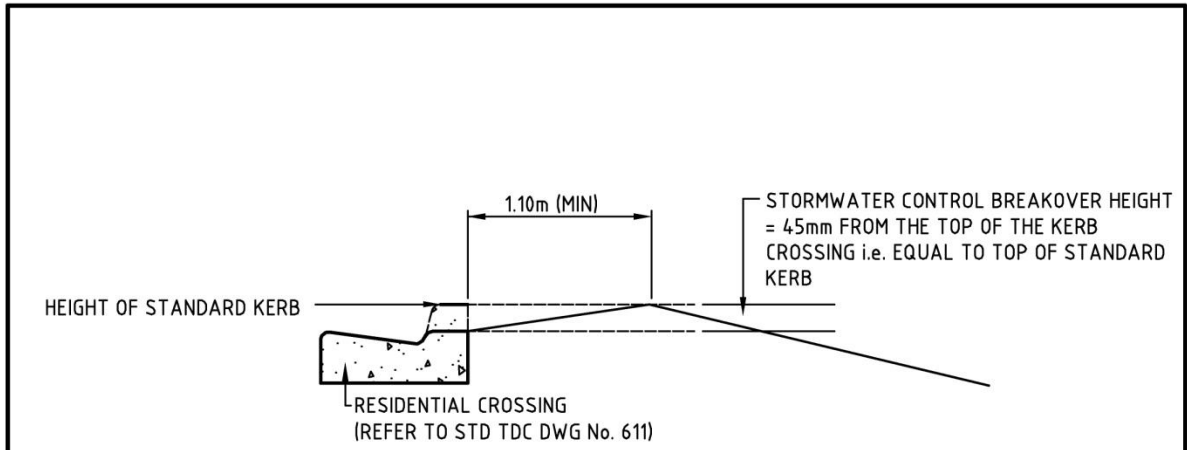 1.10m (MIN)
STORMWATER CONTROL BREAKOVER HEIGHT
= 45mm FROM THE TOP OF THE KERB
CROSSING i.e. EQUAL TO TOP OF STANDARD
KERB
HEIGHT OF STANDARD KERB
RESIDENTIAL CROSSING
(REFER TO STD TDC DWG No. 611)